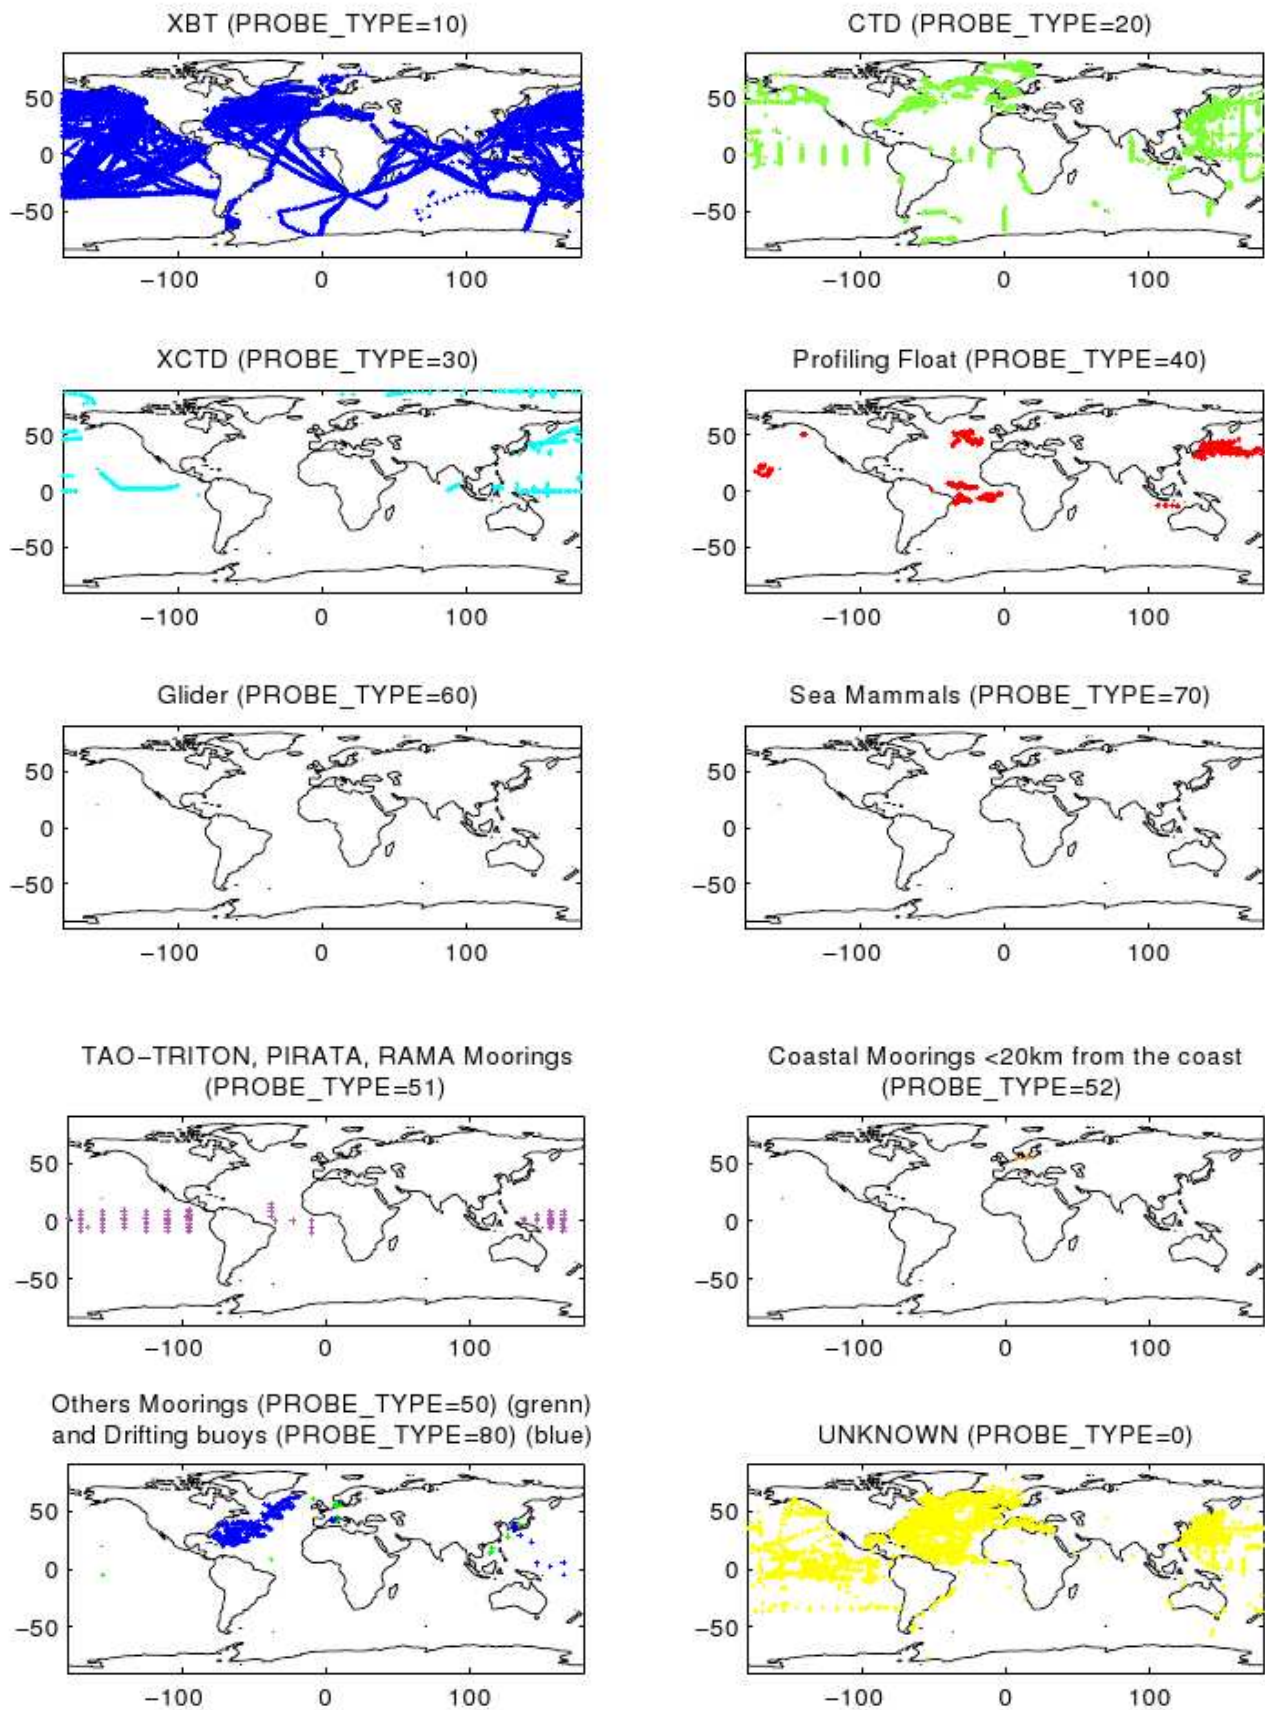 XBT (PROBE_TYPE=10)
50
0
−50
−100 0 100
CTD (PROBE_TYPE=20)
50
0
−50
−100 0 100
XCTD (PROBE_TYPE=30)
50
0
−50
−100 0 100
Profiling Float (PROBE_TYPE=40)
50
0
−50
−100 0 100
Glider (PROBE_TYPE=60)
50
0
−50
−100 0 100
Sea Mammals (PROBE_TYPE=70)
50
0
−50
−100 0 100
TAO−TRITON, PIRATA, RAMA Moorings
(PROBE_TYPE=51)
50
0
−50
−100 0 100
Coastal Moorings <20km from the coast
(PROBE_TYPE=52)
50
0
−50
−100 0 100
Others Moorings (PROBE_TYPE=50) (grenn)
and Drifting buoys (PROBE_TYPE=80) (blue)
50
0
−50
−100 0 100
UNKNOWN (PROBE_TYPE=0)
50
0
−50
−100 0 100